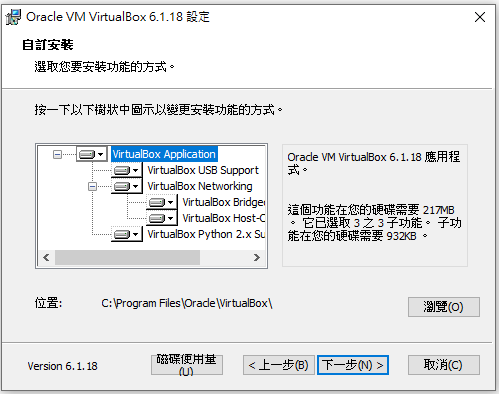 Oracle VM VirtualBox 6.1.18 設定
自訂安裝
選取您要安裝功能的方式。
按一下以下樹狀中圖示以變更安裝功能的方式。
VirtualBox Application
VirtualBox USB Support
VirtualBox Networking
VirtualBox Bridge
VirtualBox Host-C
VirtualBox Python 2.x Su
Oracle VM VirtualBox 6.1.18 應用程
式。
這個功能在您的硬碟需要 217MB
。 它已選取 3 之 3 子功能。 子功
能在您的硬碟需要 932KB 。
位置:
C:\Program Files\Oracle\VirtualBox\
瀏覽(O)
Version 6.1.18
磁碟使用量
(U)
< 上一步(B)
下一步(N) >
取消(C)